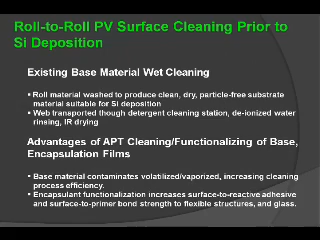 Roll-to-Roll PV Surface Cleaning Prior to
Si Deposition
Existing Base Material Wet Cleaning
• Roll material washed to produce clean, dry, particle-free substrate
material suitable for Si deposition
• Web transported though detergent cleaning station, de-ionized water
rinsing, IR drying
Advantages of APT Cleaning/Functionalizing of Base,
Encapsulation Films
• Base material contaminates volatilized/vaporized, increasing cleaning
process efficiency.
• Encapsulant functionalization increases surface-to-reactive adhesive
and surface-to-primer bond strength to flexible structures, and glass.